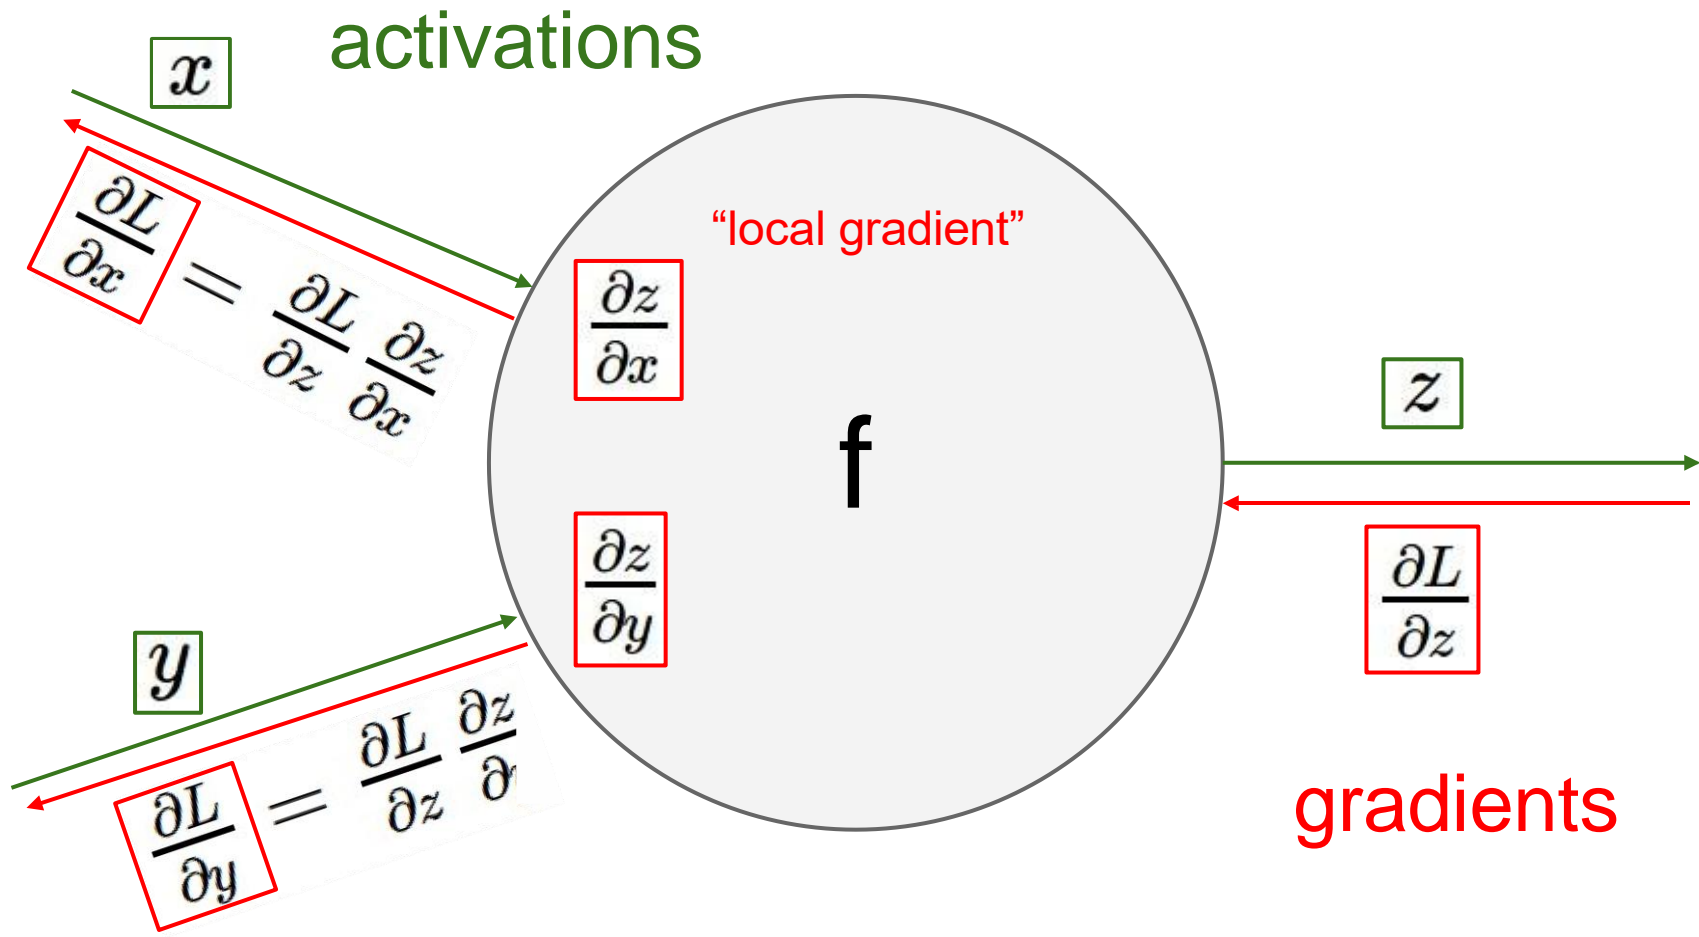 activations
x
∂L/∂x = ∂L/∂z ∂z/∂x
"local gradient"
∂z/∂x
f
z
∂L/∂z
∂z/∂y
y
∂L/∂y = ∂L/∂z ∂z/∂
gradients